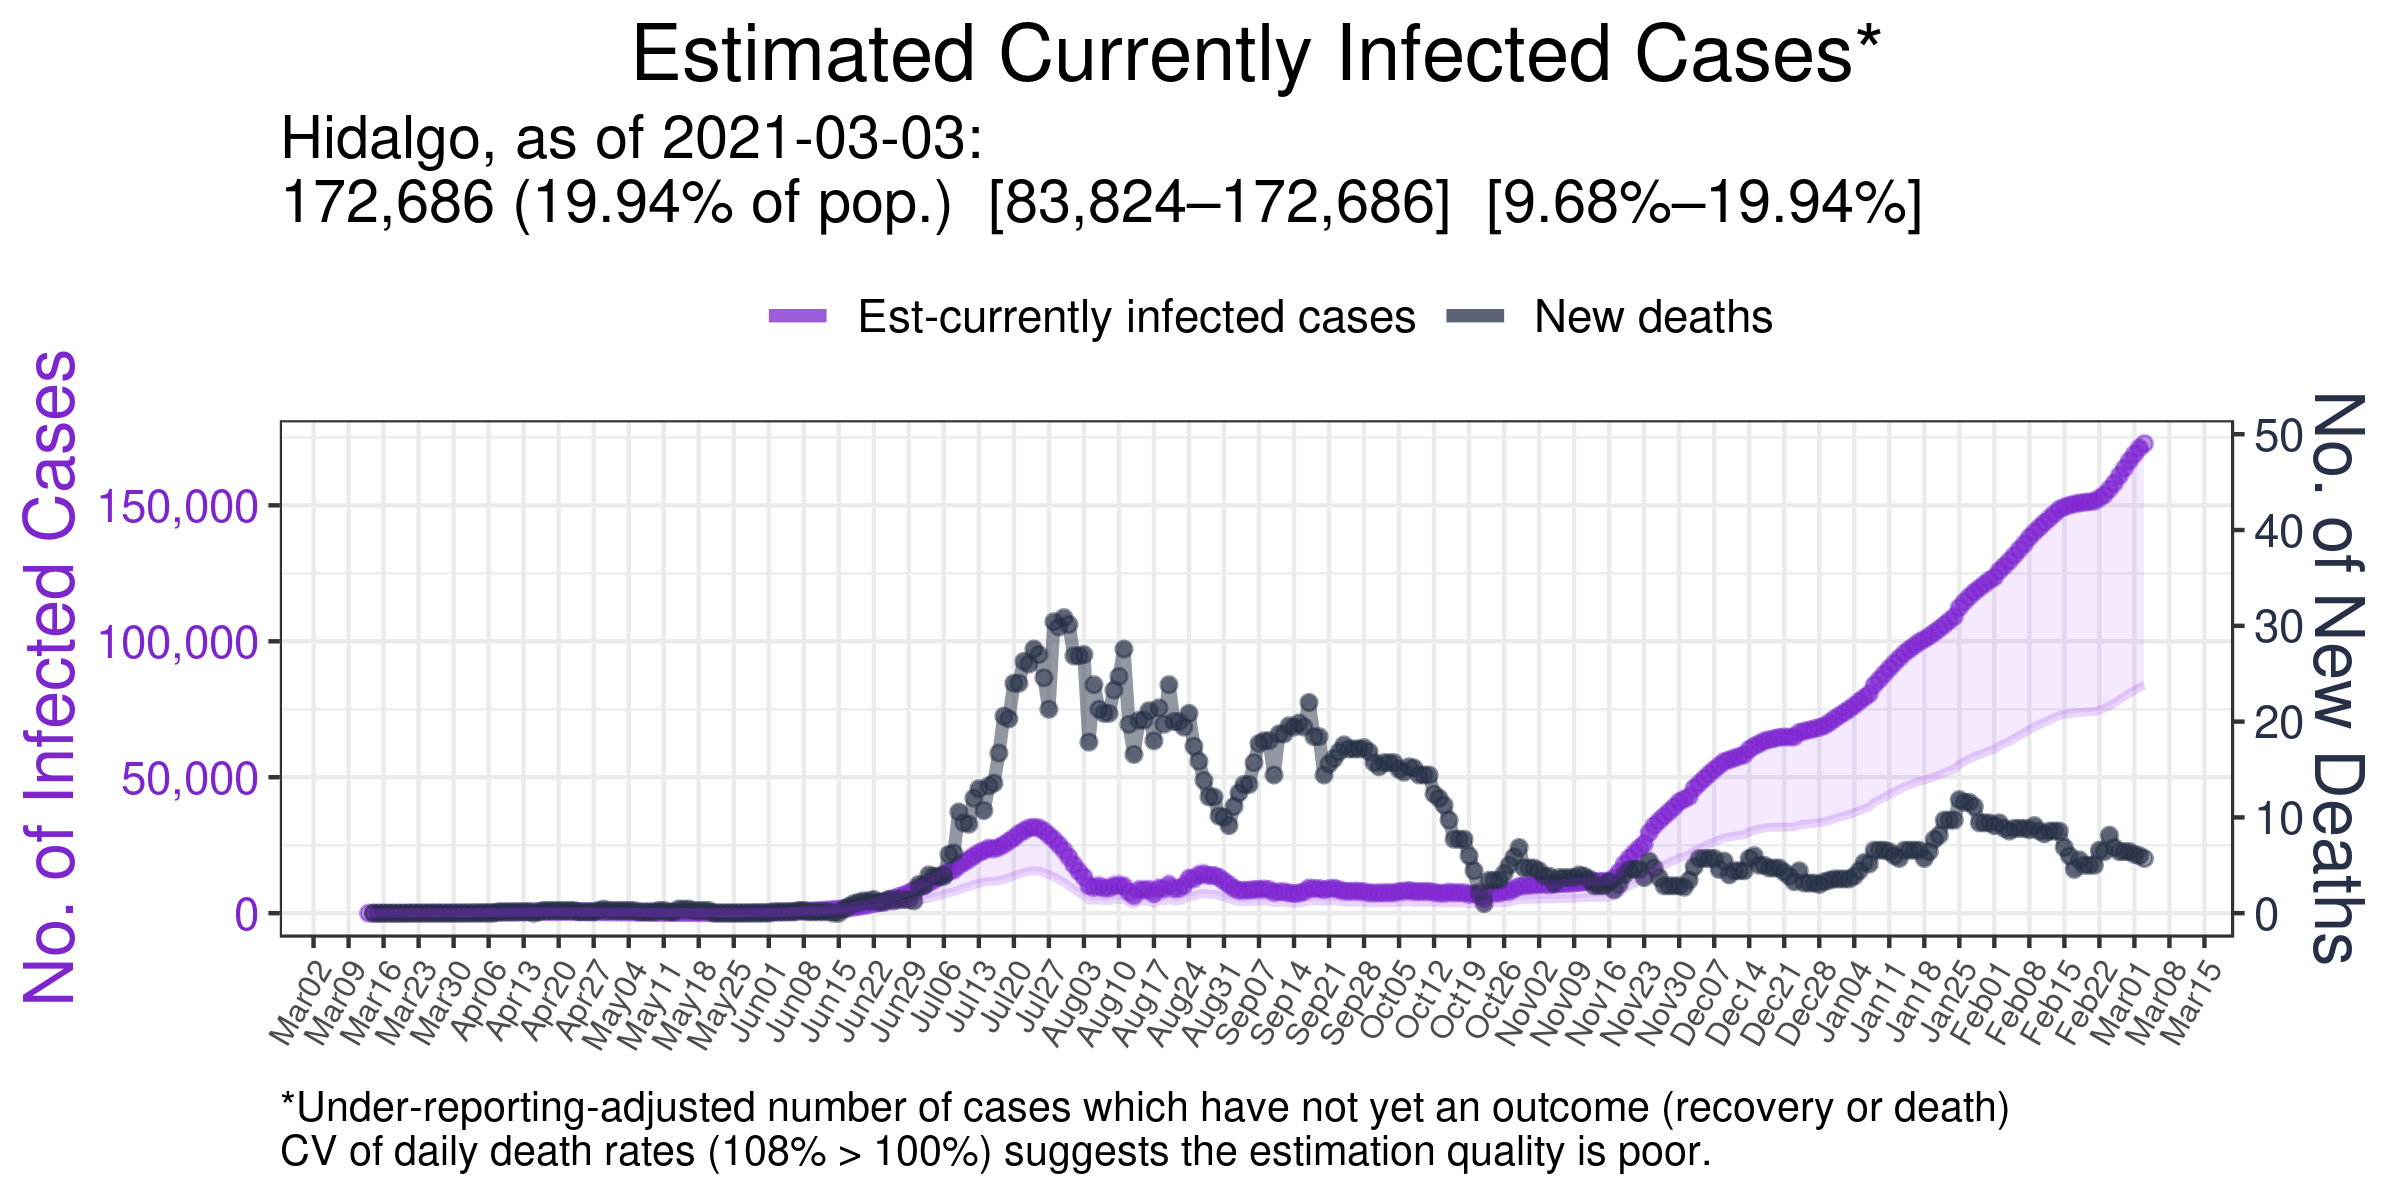 Estimated Currently Infected Cases*
Hidalgo, as of 2021-03-03:
172,686 (19.94% of pop.) [83,824–172,686] [9.68%–19.94%]
Est-currently infected cases
New deaths
No. of Infected Cases
150,000
100,000
50,000
0
50
40
30
20
10
0
No. of New Deaths
Mar02
Mar09
Mar16
Mar23
Mar30
Apr06
Apr13
Apr20
Apr27
May04
May11
May18
May25
Jun01
Jun08
Jun15
Jun22
Jun29
Jul06
Jul13
Jul20
Jul27
Aug03
Aug10
Aug17
Aug24
Aug31
Sep07
Sep14
Sep21
Sep28
Oct05
Oct12
Oct19
Oct26
Nov02
Nov09
Nov16
Nov23
Nov30
Dec07
Dec14
Dec21
Dec28
Jan04
Jan11
Jan18
Jan25
Feb01
Feb08
Feb15
Feb22
Mar01
Mar08
Mar15
*Under-reporting-adjusted number of cases which have not yet an outcome (recovery or death)
CV of daily death rates (108% > 100%) suggests the estimation quality is poor.